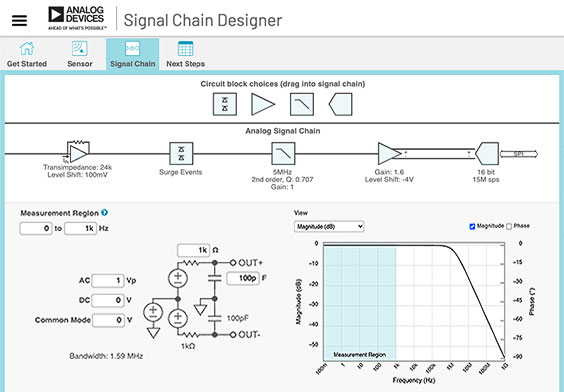 ANALOG
DEVICES
AHEAD OF WHAT'S POSSIBLE™
Signal Chain Designer
Get Started
Sensor
Signal Chain
Next Steps
Circuit block choices (drag into signal chain)
Analog Signal Chain
Transimpedance: 24k
Level Shift: 100mV
Surge Events
5MHz
2nd order, Q: 0.707
Gain: 1
Gain: 1.6
Level Shift: -4V
16 bit
15M sps
SPI
Measurement Region ?
0 to 1k Hz
1k Ω
OUT+
100p F
AC 1 Vp
DC 0 V
Common Mode 0 V
100pF
OUT-
1kΩ
Bandwidth: 1.59 MHz
View
Magnitude (dB)
Magnitude Phase
0
-10
-20
-30
-40
-50
Magnitude (dB)
0
-15
-30
-45
-60
-75
-90
Phase (°)
Measurement Region
100m 1 10 100 1k 10k 100k 1M 10M 100M 1G
Frequency (Hz)